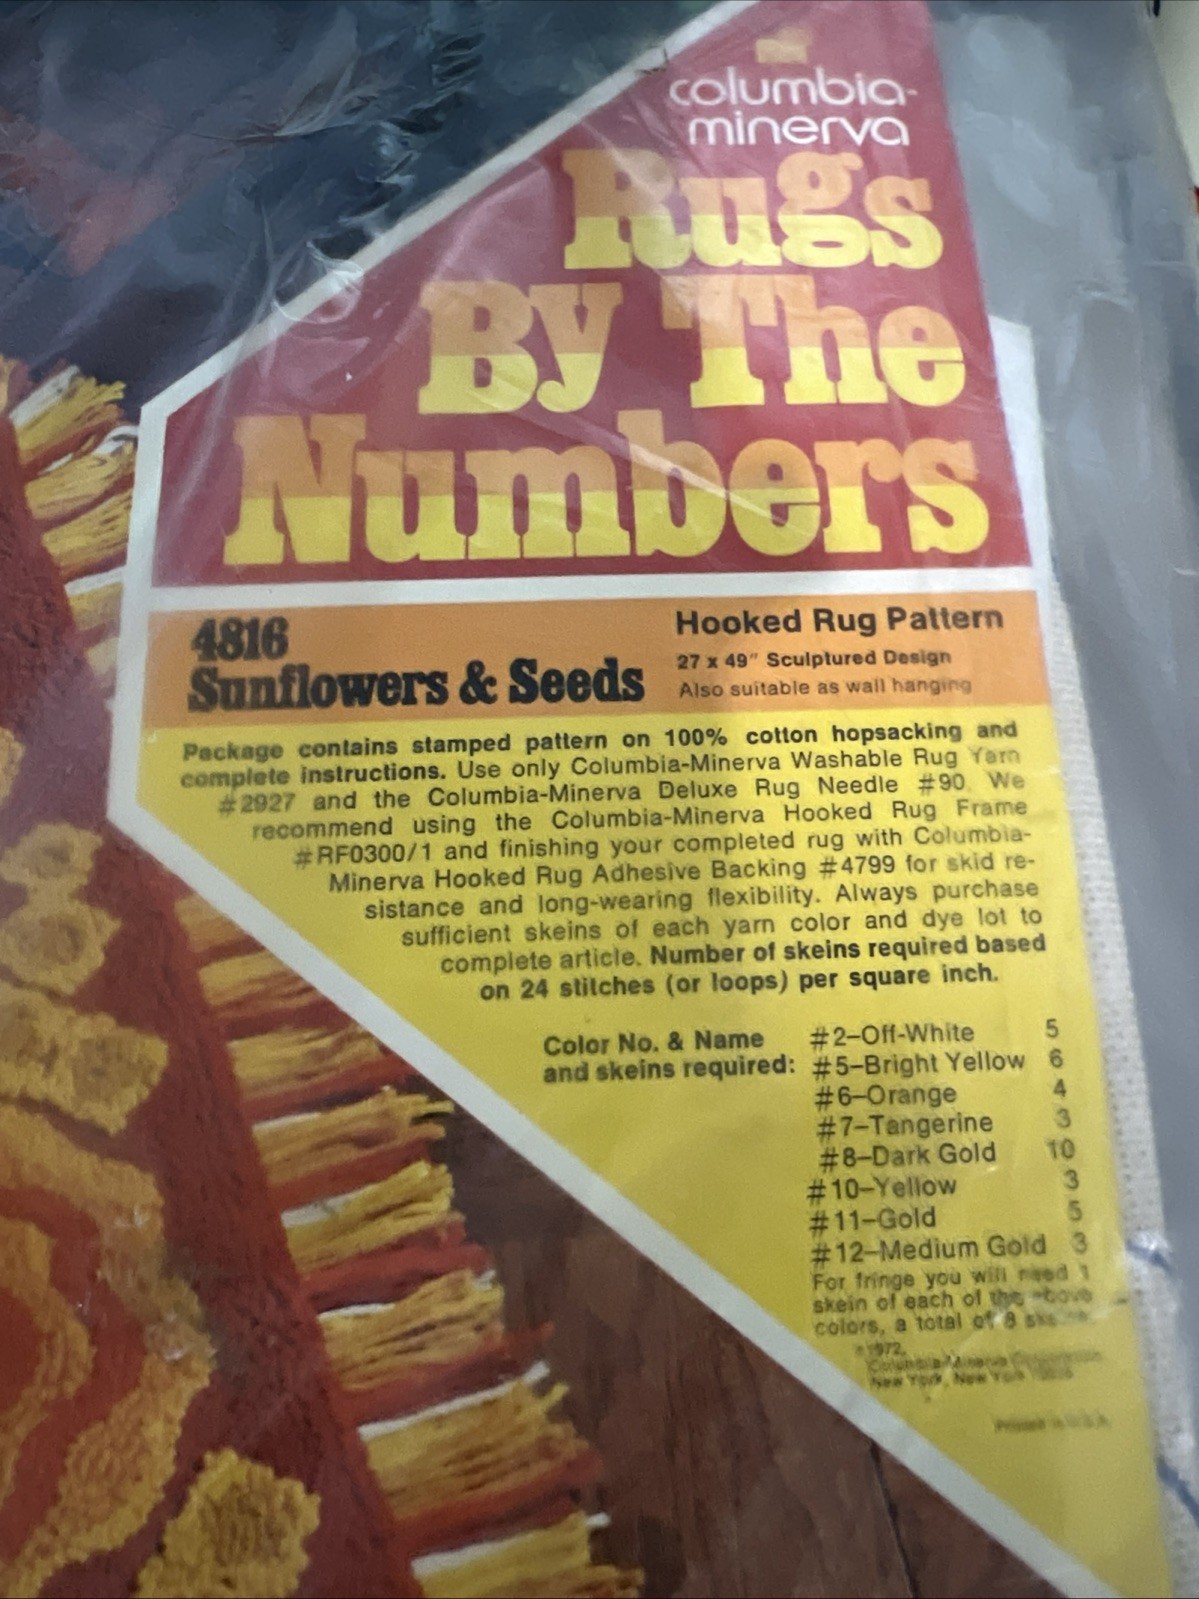 columbia-
minerva
Rugs
By The
Numbers
4816
Sunflowers & Seeds
Hooked Rug Pattern
27 x 49" Sculptured Design
Also suitable as wall hanging
Package contains stamped pattern on 100% cotton hopsacking and
complete instructions. Use only Columbia-Minerva Washable Rug Yarn
#2927 and the Columbia-Minerva Deluxe Rug Needle #90. We
recommend using the Columbia-Minerva Hooked Rug Frame
#RF0300/1 and finishing your completed rug with Columbia-
Minerva Hooked Rug Adhesive Backing #4799 for skid re-
sistance and long-wearing flexibility. Always purchase
sufficient skeins of each yarn color and dye lot to
complete article. Number of skeins required based
on 24 stitches (or loops) per square inch.
Color No. & Name
and skeins required:
#2–Off-White 5
#5–Bright Yellow 6
#6–Orange 4
#7–Tangerine 3
#8–Dark Gold 10
#10–Yellow 3
#11–Gold 5
#12–Medium Gold 3
For fringe you will need 1
skein of each of the above
colors, a total of 8 skeins.
©1972,
Columbia-Minerva Corporation
New York, New York
Printed in U.S.A.